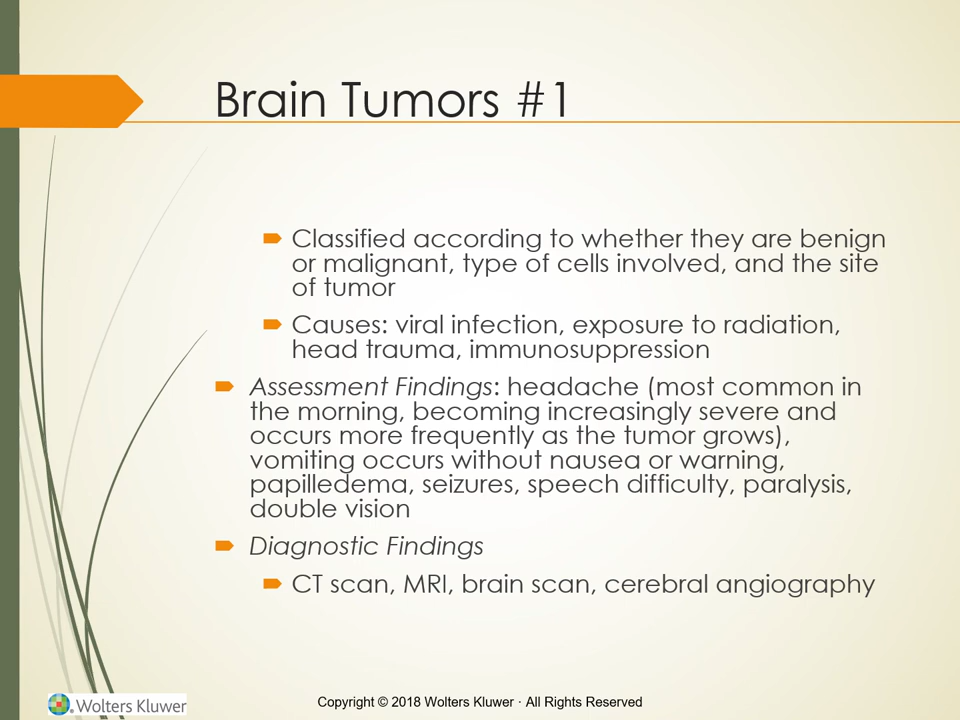 Brain Tumors #1
Classified according to whether they are benign
or malignant, type of cells involved, and the site
of tumor
Causes: viral infection, exposure to radiation,
head trauma, immunosuppression
Assessment Findings: headache (most common in
the morning, becoming increasingly severe and
occurs more frequently as the tumor grows),
vomiting occurs without nausea or warning,
papilledema, seizures, speech difficulty, paralysis,
double vision
Diagnostic Findings
CT scan, MRI, brain scan, cerebral angiography
Wolters Kluwer
Copyright © 2018 Wolters Kluwer · All Rights Reserved